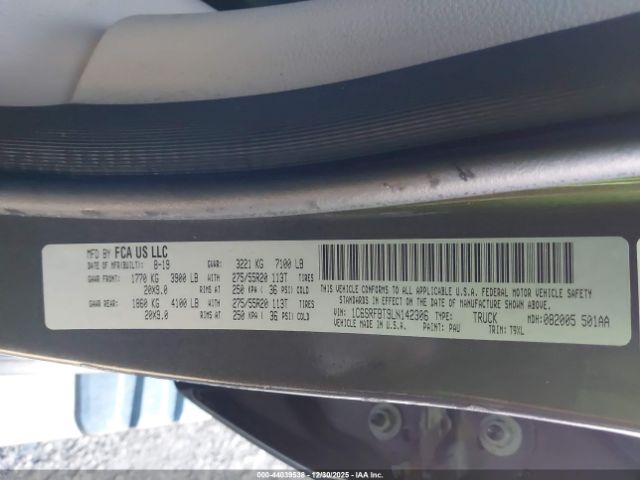 MFD BY FCA US LLC
DATE OF MFR(BUILT): 8-19 GVWR: 3221 KG 7100 LB
GAWR FRONT: 1770 KG 3900 LB WITH 275/55R20 113T TIRES
20X9.0 RIMS AT 250 KPA ( 36 PSI) COLD
GAWR REAR: 1860 KG 4100 LB WITH 275/55R20 113T TIRES
20X9.0 RIMS AT 250 KPA ( 36 PSI) COLD
THIS VEHICLE CONFORMS TO ALL APPLICABLE U.S.A. FEDERAL MOTOR VEHICLE SAFETY
STANDARDS IN EFFECT ON THE DATE OF MANUFACTURE SHOWN ABOVE.
VIN: 1C6SRFBT9LN142306 TYPE: TRUCK MDH: 082005 501AA
PAINT: PAU TRIM: T9XL
000-44039538 - 12/30/2025 - IAA Inc.